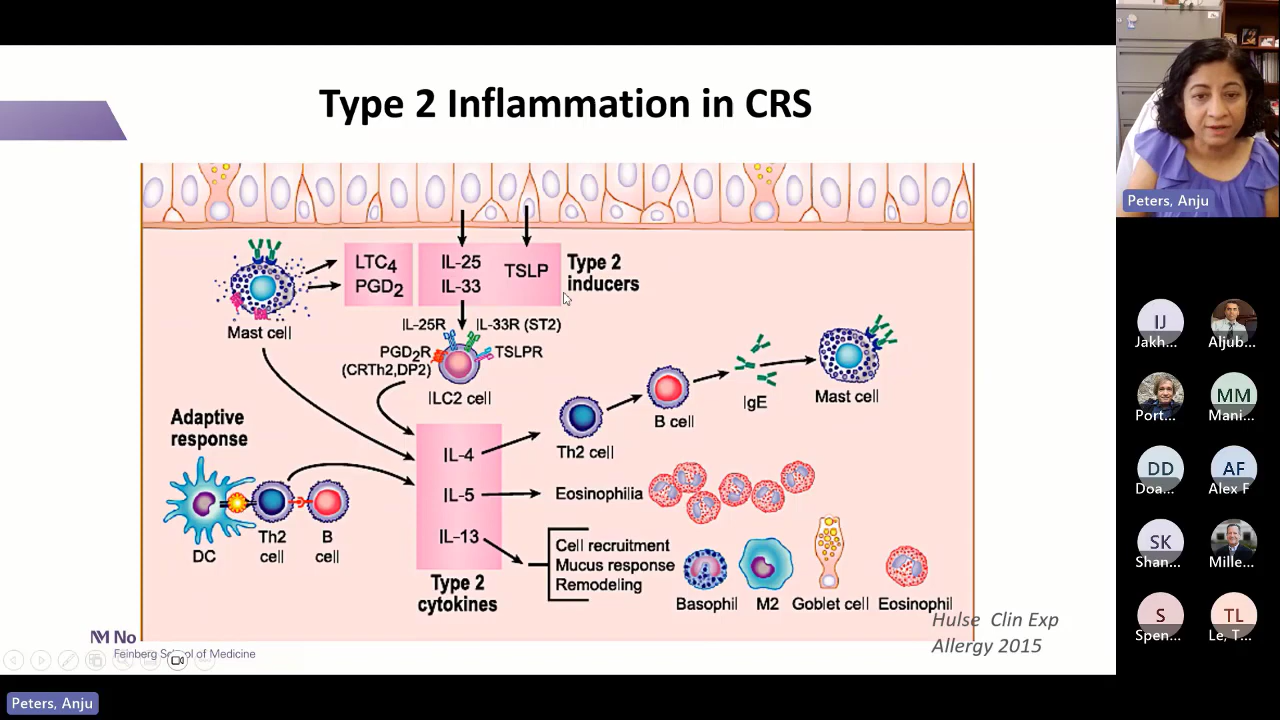 Type 2 Inflammation in CRS
LTC4
PGD2
IL-25
IL-33
TSLP
Type 2
inducers
Mast cell
IL-25R
IL-33R (ST2)
PGD2R
(CRTh2,DP2)
TSLPR
ILC2 cell
Adaptive
response
DC
Th2
cell
B
cell
IL-4
IL-5
IL-13
Type 2
cytokines
Th2 cell
B cell
IgE
Mast cell
Eosinophilia
Cell recruitment
Mucus response
Remodeling
Basophil
M2
Goblet cell
Eosinophil
Hulse Clin Exp
Allergy 2015
M No
Feinberg School of Medicine
Peters, Anju
Peters, Anju
IJ
Jakh...
Aljub...
Port...
MM
Mani...
DD
Doa...
AF
Alex F
SK
Shan...
Mille...
S
Spen...
TL
Le, T...